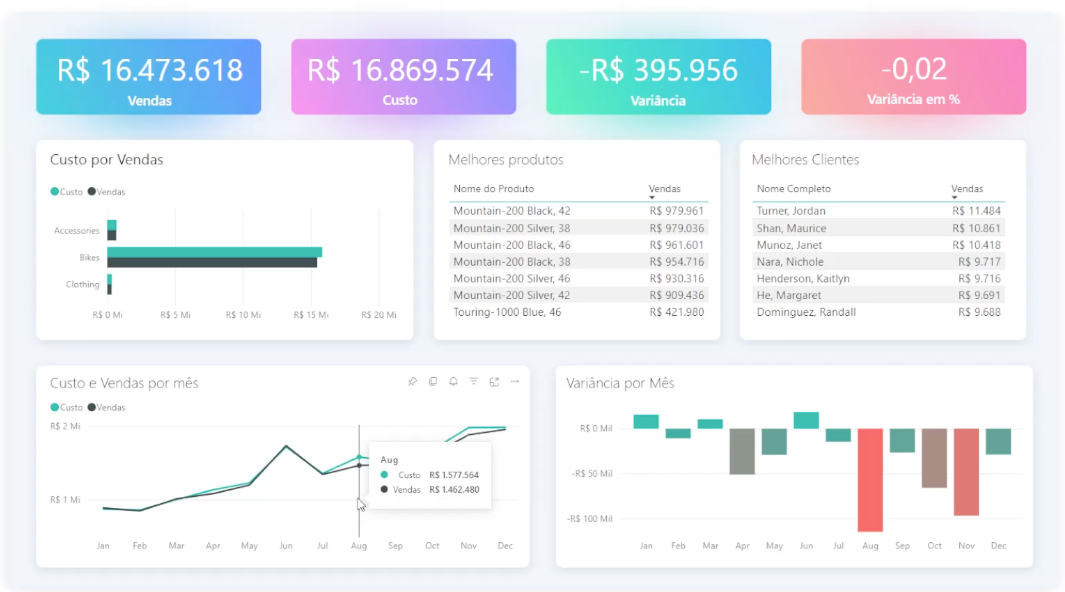 R$ 16.473.618
Vendas
R$ 16.869.574
Custo
-R$ 395.956
Variância
-0,02
Variância em %
Custo por Vendas
Custo Vendas
Accessories
Bikes
Clothing
R$ 0 Mi R$ 5 Mi R$ 10 Mi R$ 15 Mi R$ 20 Mi
Melhores produtos
Nome do Produto Vendas
Mountain-200 Black, 42 R$ 979.961
Mountain-200 Silver, 38 R$ 979.036
Mountain-200 Black, 46 R$ 961.601
Mountain-200 Black, 38 R$ 954.716
Mountain-200 Silver, 46 R$ 930.316
Mountain-200 Silver, 42 R$ 909.436
Touring-1000 Blue, 46 R$ 421.980
Melhores Clientes
Nome Completo Vendas
Turner, Jordan R$ 11.484
Shan, Maurice R$ 10.861
Munoz, Janet R$ 10.418
Nara, Nichole R$ 9.717
Henderson, Kaitlyn R$ 9.716
He, Margaret R$ 9.691
Dominguez, Randall R$ 9.688
Custo e Vendas por mês
Custo Vendas
R$ 2 Mi
R$ 1 Mi
Aug
Custo R$ 1.577.564
Vendas R$ 1.462.480
Jan Feb Mar Apr May Jun Jul Aug Sep Oct Nov Dec
Variância por Mês
R$ 0 Mil
-R$ 50 Mil
-R$ 100 Mil
Jan Feb Mar Apr May Jun Jul Aug Sep Oct Nov Dec